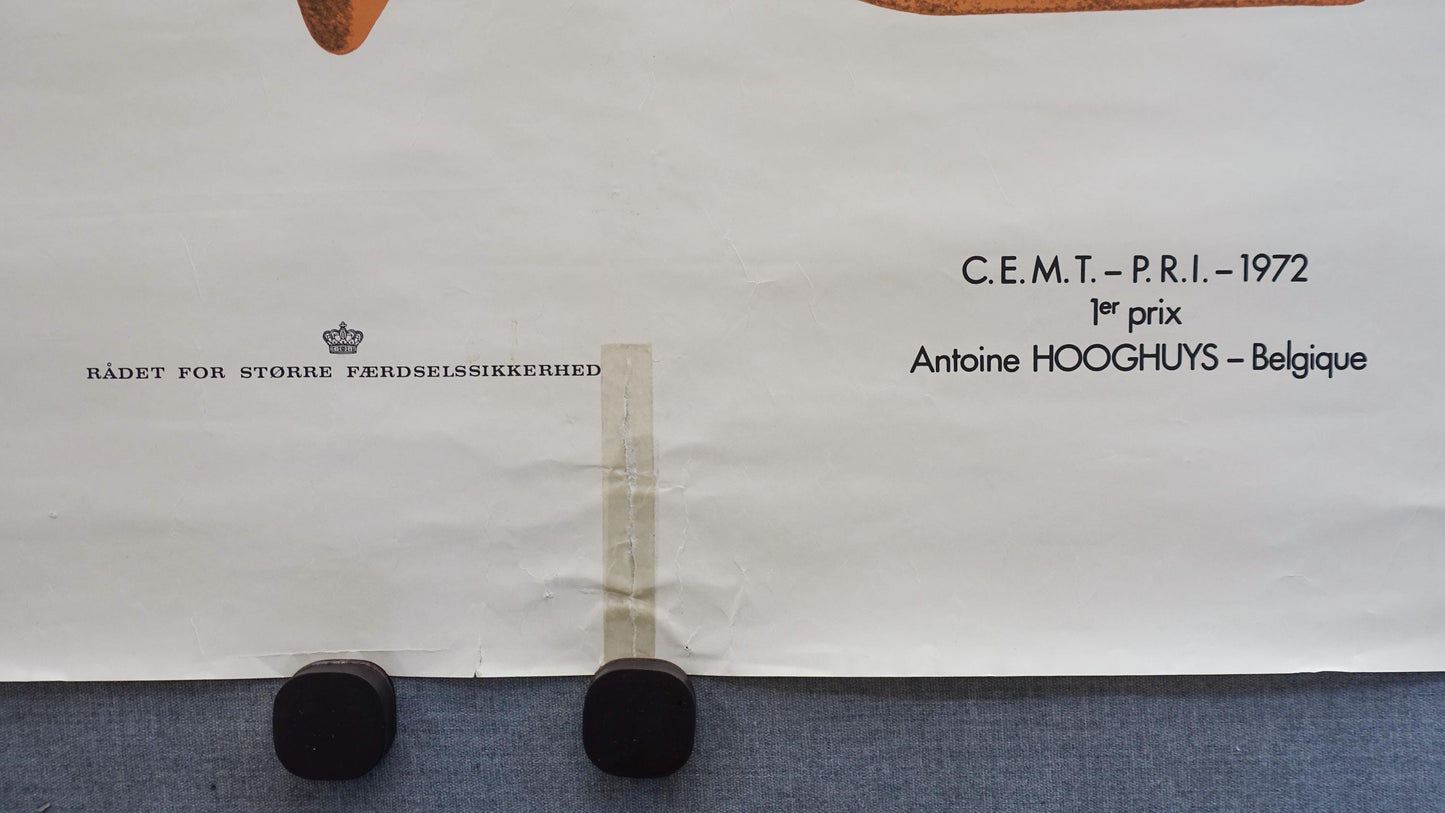 RÅDET FOR STØRRE FÆRDSELSSIKKERHED
C.E.M.T. – P.R.I. – 1972
1er prix
Antoine HOOGHUYS – Belgique